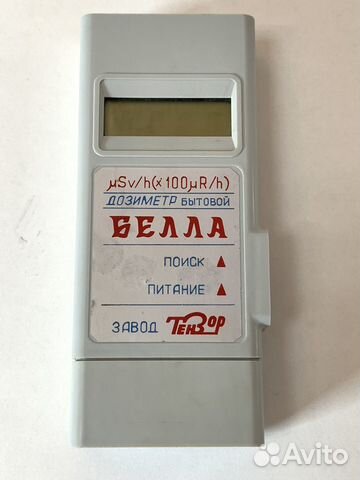 µSv/h(x100µR/h)
ДОЗИМЕТР БЫТОВОЙ
БЕЛЛА
ПОИСК ▲
ПИТАНИЕ ▲
ЗАВОД ТЕНЗОР
Avito